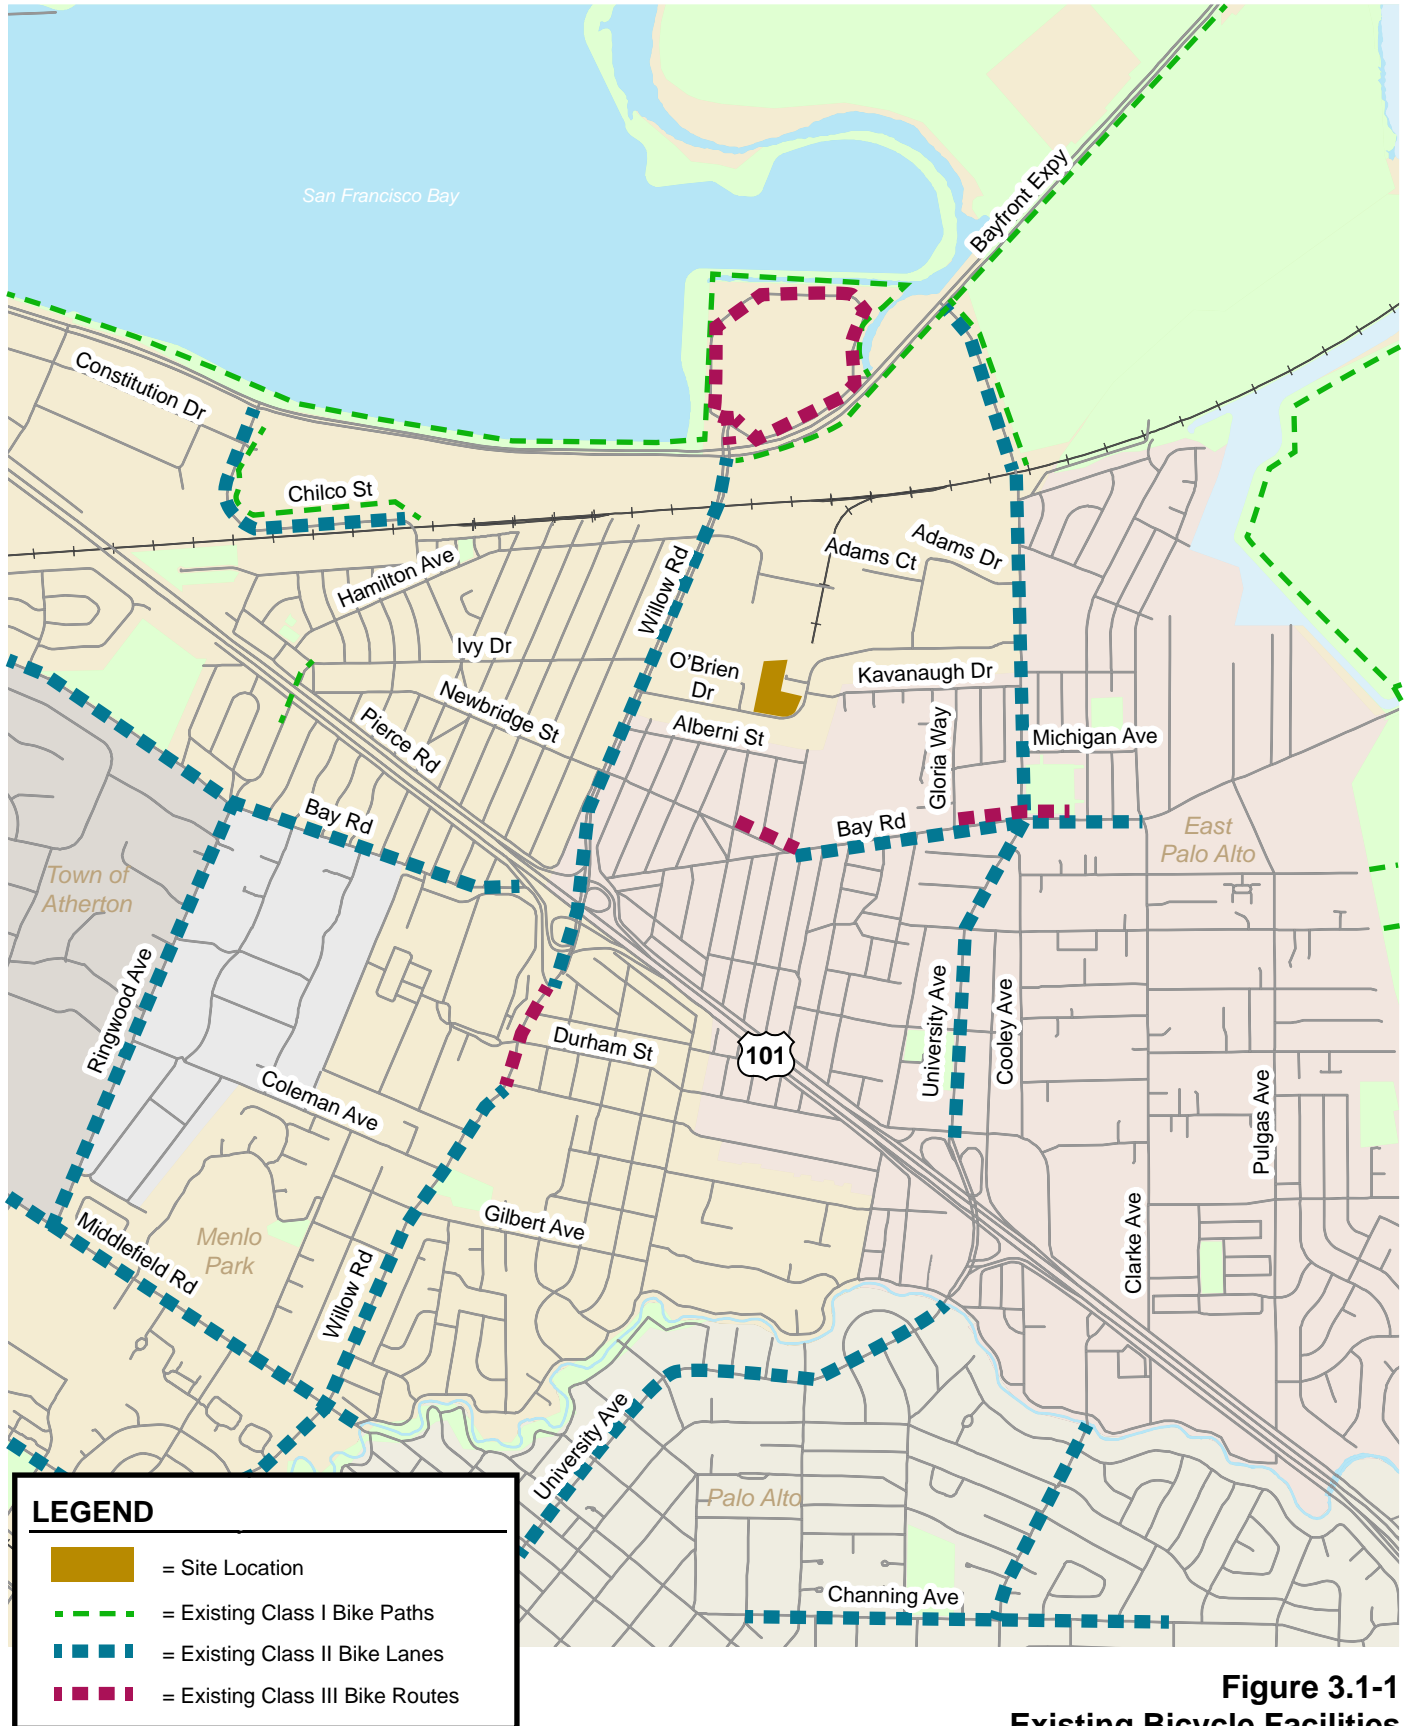 San Francisco Bay
Bayfront Expy
Constitution Dr
Chilco St
Hamilton Ave
Willow Rd
Adams Ct
Adams Dr
Ivy Dr
O'Brien
Dr
Kavanaugh Dr
Newbridge St
Pierce Rd
Alberni St
Gloria Way
Michigan Ave
Bay Rd
Bay Rd
East
Palo Alto
Town of
Atherton
Ringwood Ave
University Ave
Cooley Ave
Durham St
101
Coleman Ave
Pulgas Ave
Clarke Ave
Middlefield Rd
Menlo
Park
Gilbert Ave
Willow Rd
University Ave
Palo Alto
Channing Ave
LEGEND
= Site Location
= Existing Class I Bike Paths
= Existing Class II Bike Lanes
= Existing Class III Bike Routes
Figure 3.1-1
Existing Bicycle Facilities